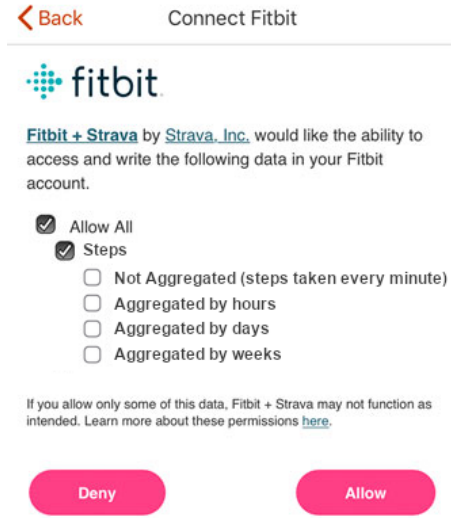 Back
Connect Fitbit
fitbit
Fitbit + Strava by Strava, Inc. would like the ability to
access and write the following data in your Fitbit
account.
Allow All
Steps
Not Aggregated (steps taken every minute)
Aggregated by hours
Aggregated by days
Aggregated by weeks
If you allow only some of this data, Fitbit + Strava may not function as
intended. Learn more about these permissions here.
Deny
Allow